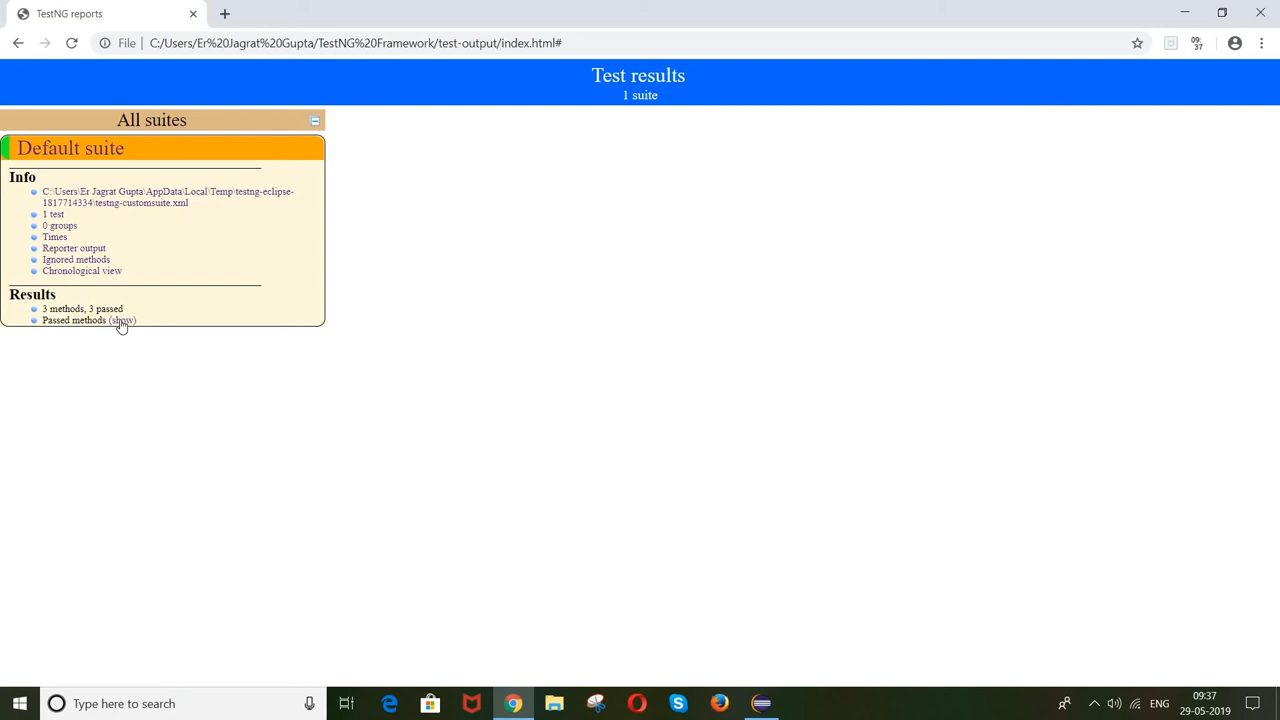 TestNG reports
File
C:/Users/Er%20Jagrat%20Gupta/TestNG%20Framework/test-output/index.html#
09:
37
Test results
1 suite
All suites
Default suite
Info
C:\Users\Er Jagrat Gupta\AppData\Local\Temp\testng-eclipse-
1817714334\testng-customsuite.xml
1 test
0 groups
Times
Reporter output
Ignored methods
Chronological view
Results
3 methods, 3 passed
Passed methods (show)
Type here to search
ENG
09:37
29-05-2019